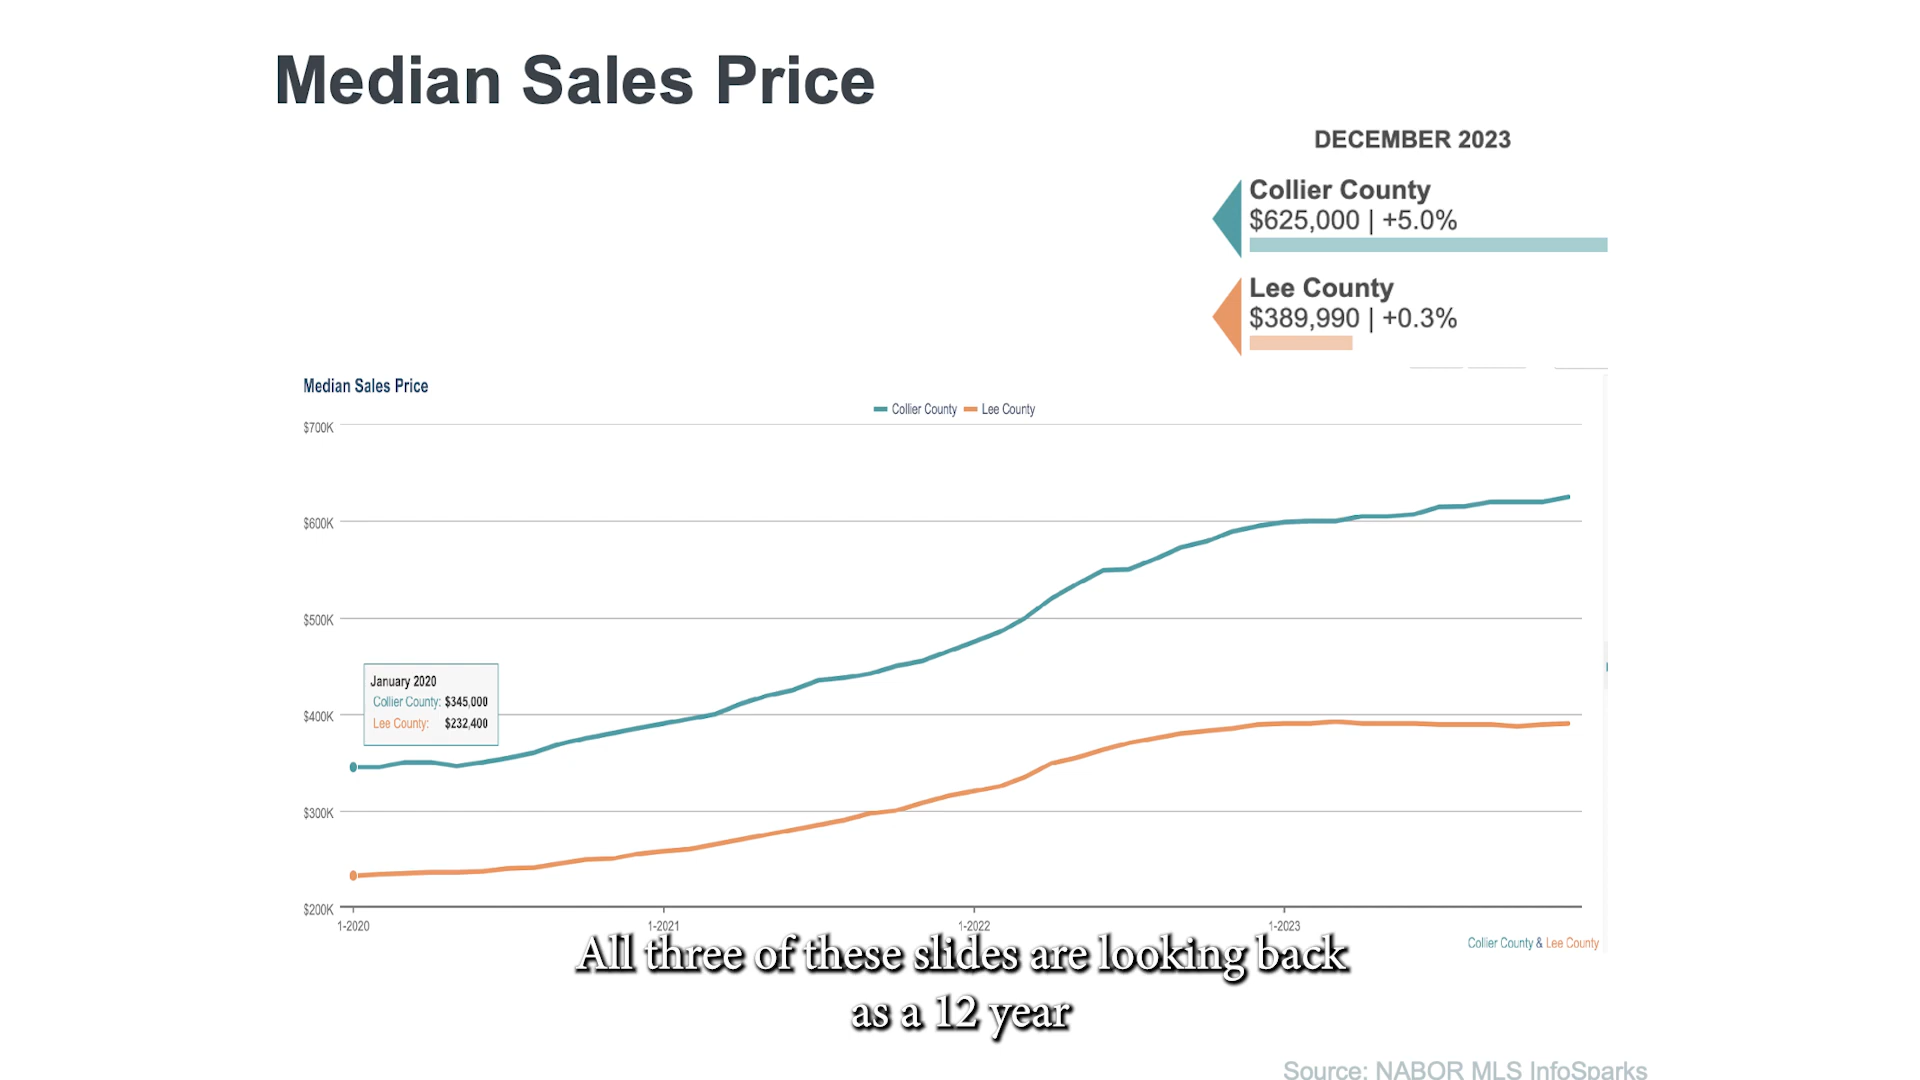 Median Sales Price
DECEMBER 2023
Collier County
$625,000 | +5.0%
Lee County
$389,990 | +0.3%
Median Sales Price
Collier County Lee County
$700K
$600K
$500K
$400K
$300K
$200K
January 2020
Collier County: $345,000
Lee County: $232,400
1-2020 1-2021 1-2022 1-2023
Collier County & Lee County
All three of these slides are looking back
as a 12 year
Source: NABOR MLS InfoSparks